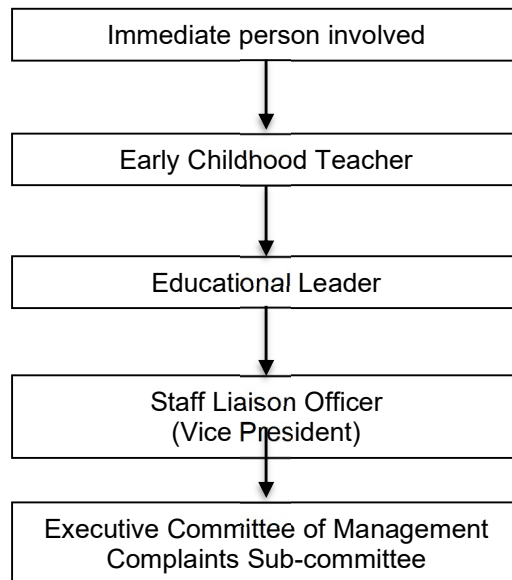 Immediate person involved
Early Childhood Teacher
Educational Leader
Staff Liaison Officer
(Vice President)
Executive Committee of Management
Complaints Sub-committee